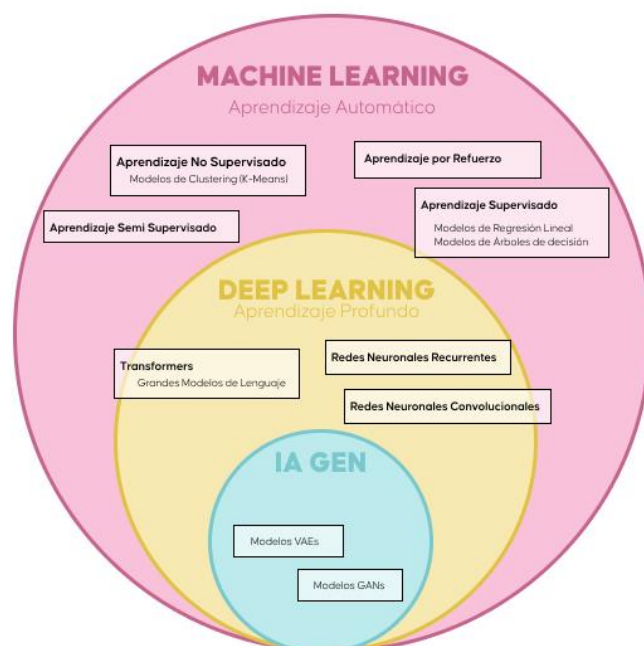 MACHINE LEARNING
Aprendizaje Automático
Aprendizaje No Supervisado
Modelos de Clustering (K-Means)
Aprendizaje por Refuerzo
Aprendizaje Supervisado
Modelos de Regresión Lineal
Modelos de Árboles de decisión
Aprendizaje Semi Supervisado
DEEP LEARNING
Aprendizaje Profundo
Transformers
Grandes Modelos de Lenguaje
Redes Neuronales Recurrentes
Redes Neuronales Convolucionales
IA GEN
Modelos VAEs
Modelos GANs